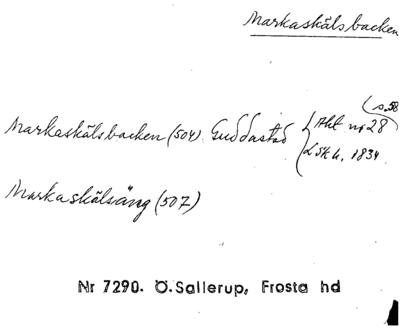 Markaskälsbacken
s. 58
Markaskälsbacken (504). Guddastad Akt nr 28
LSkh. 1834
Markaskälsäng (507)
Nr 7290. Ö.Sallerup, Frosta hd